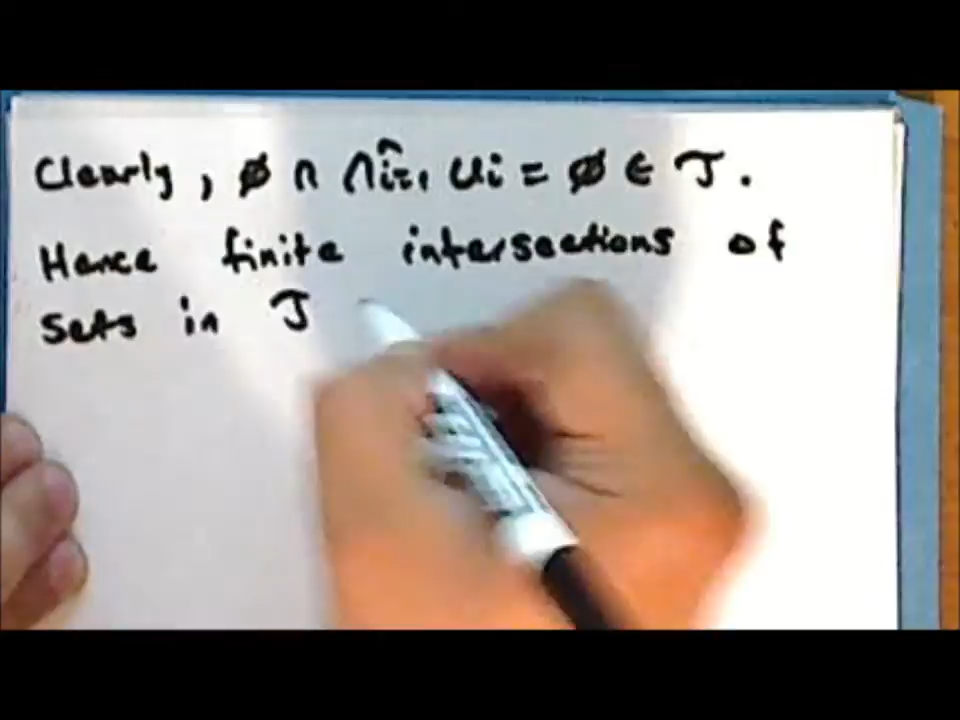 Clearly, ∅ ∩ ∩ⁿi=1 Ui = ∅ ∈ J.
Hence finite intersections of
sets in J